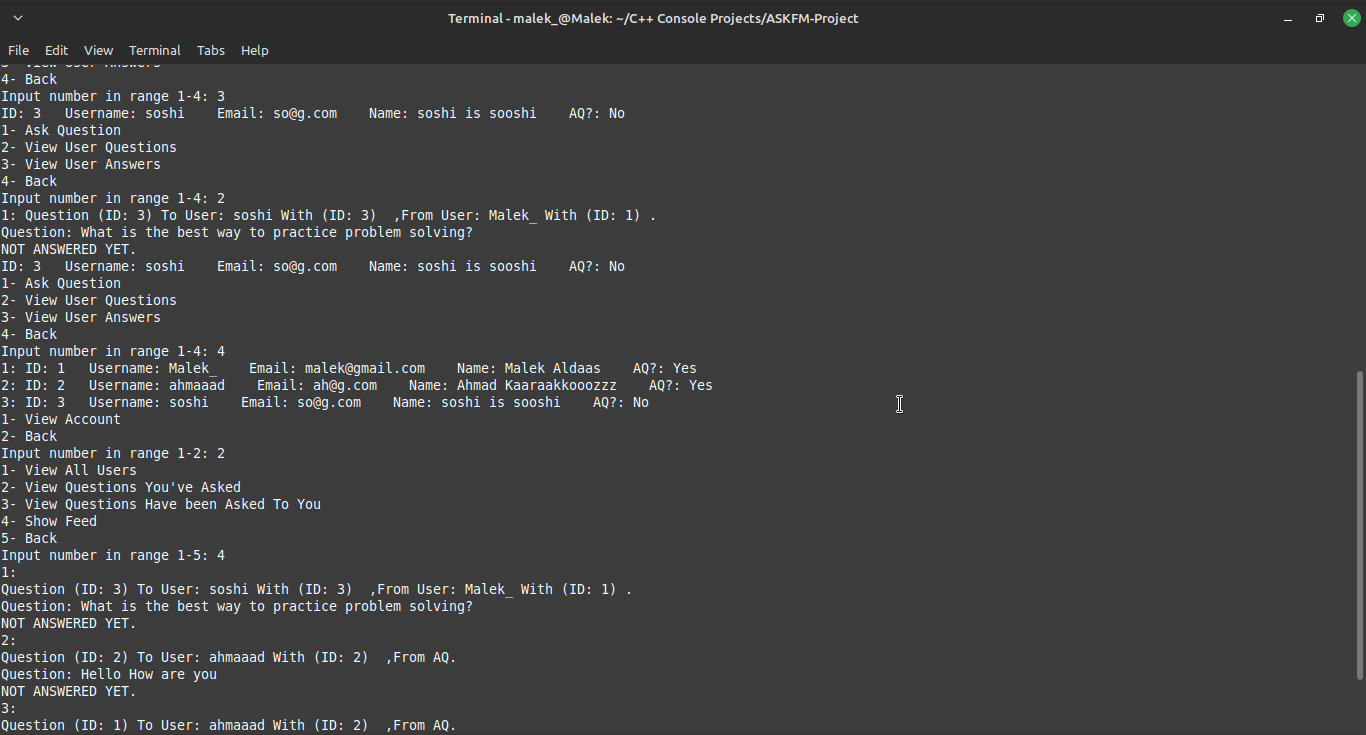 Terminal - malek_@Malek: ~/C++ Console Projects/ASKFM-Project
File Edit View Terminal Tabs Help
3- View User Answers
4- Back
Input number in range 1-4: 3
ID: 3   Username: soshi    Email: so@g.com    Name: soshi is sooshi    AQ?: No
1- Ask Question
2- View User Questions
3- View User Answers
4- Back
Input number in range 1-4: 2
1: Question (ID: 3) To User: soshi With (ID: 3)  ,From User: Malek_ With (ID: 1) .
Question: What is the best way to practice problem solving?
NOT ANSWERED YET.
ID: 3   Username: soshi    Email: so@g.com    Name: soshi is sooshi    AQ?: No
1- Ask Question
2- View User Questions
3- View User Answers
4- Back
Input number in range 1-4: 4
1: ID: 1   Username: Malek_    Email: malek@gmail.com    Name: Malek Aldaas    AQ?: Yes
2: ID: 2   Username: ahmaaad    Email: ah@g.com    Name: Ahmad Kaaraakkooozzz    AQ?: Yes
3: ID: 3   Username: soshi    Email: so@g.com    Name: soshi is sooshi    AQ?: No
1- View Account
2- Back
Input number in range 1-2: 2
1- View All Users
2- View Questions You've Asked
3- View Questions Have been Asked To You
4- Show Feed
5- Back
Input number in range 1-5: 4
1:
Question (ID: 3) To User: soshi With (ID: 3)  ,From User: Malek_ With (ID: 1) .
Question: What is the best way to practice problem solving?
NOT ANSWERED YET.
2:
Question (ID: 2) To User: ahmaaad With (ID: 2)  ,From AQ.
Question: Hello How are you
NOT ANSWERED YET.
3:
Question (ID: 1) To User: ahmaaad With (ID: 2)  ,From AQ.